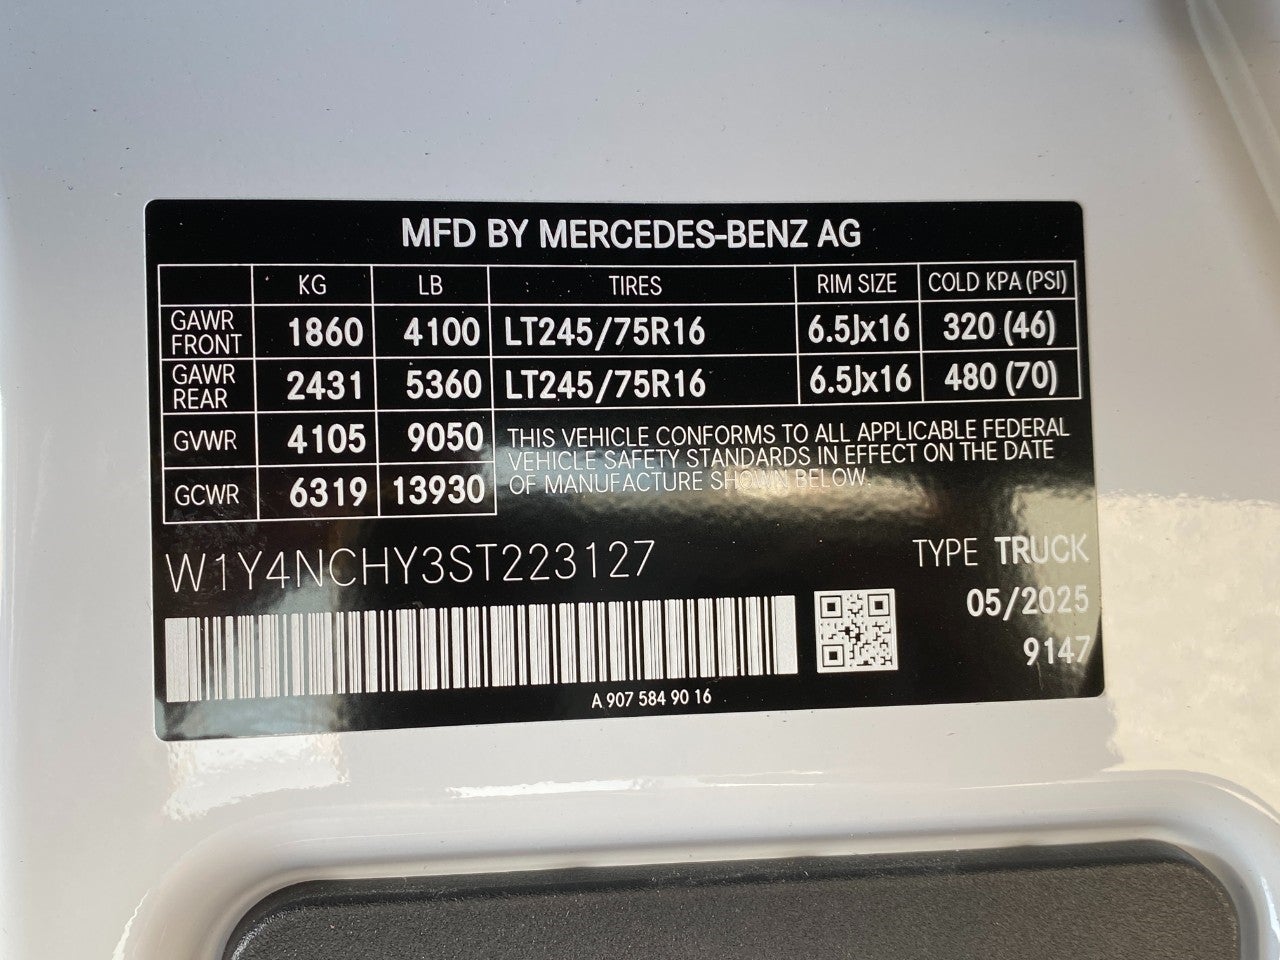 MFD BY MERCEDES-BENZ AG
KG LB TIRES RIM SIZE COLD KPA (PSI)
GAWR FRONT 1860 4100 LT245/75R16 6.5Jx16 320 (46)
GAWR REAR 2431 5360 LT245/75R16 6.5Jx16 480 (70)
GVWR 4105 9050
GCWR 6319 13930
THIS VEHICLE CONFORMS TO ALL APPLICABLE FEDERAL
VEHICLE SAFETY STANDARDS IN EFFECT ON THE DATE
OF MANUFACTURE SHOWN BELOW.
W1Y4NCHY3ST223127
TYPE TRUCK
05/2025
9147
A 907 584 90 16